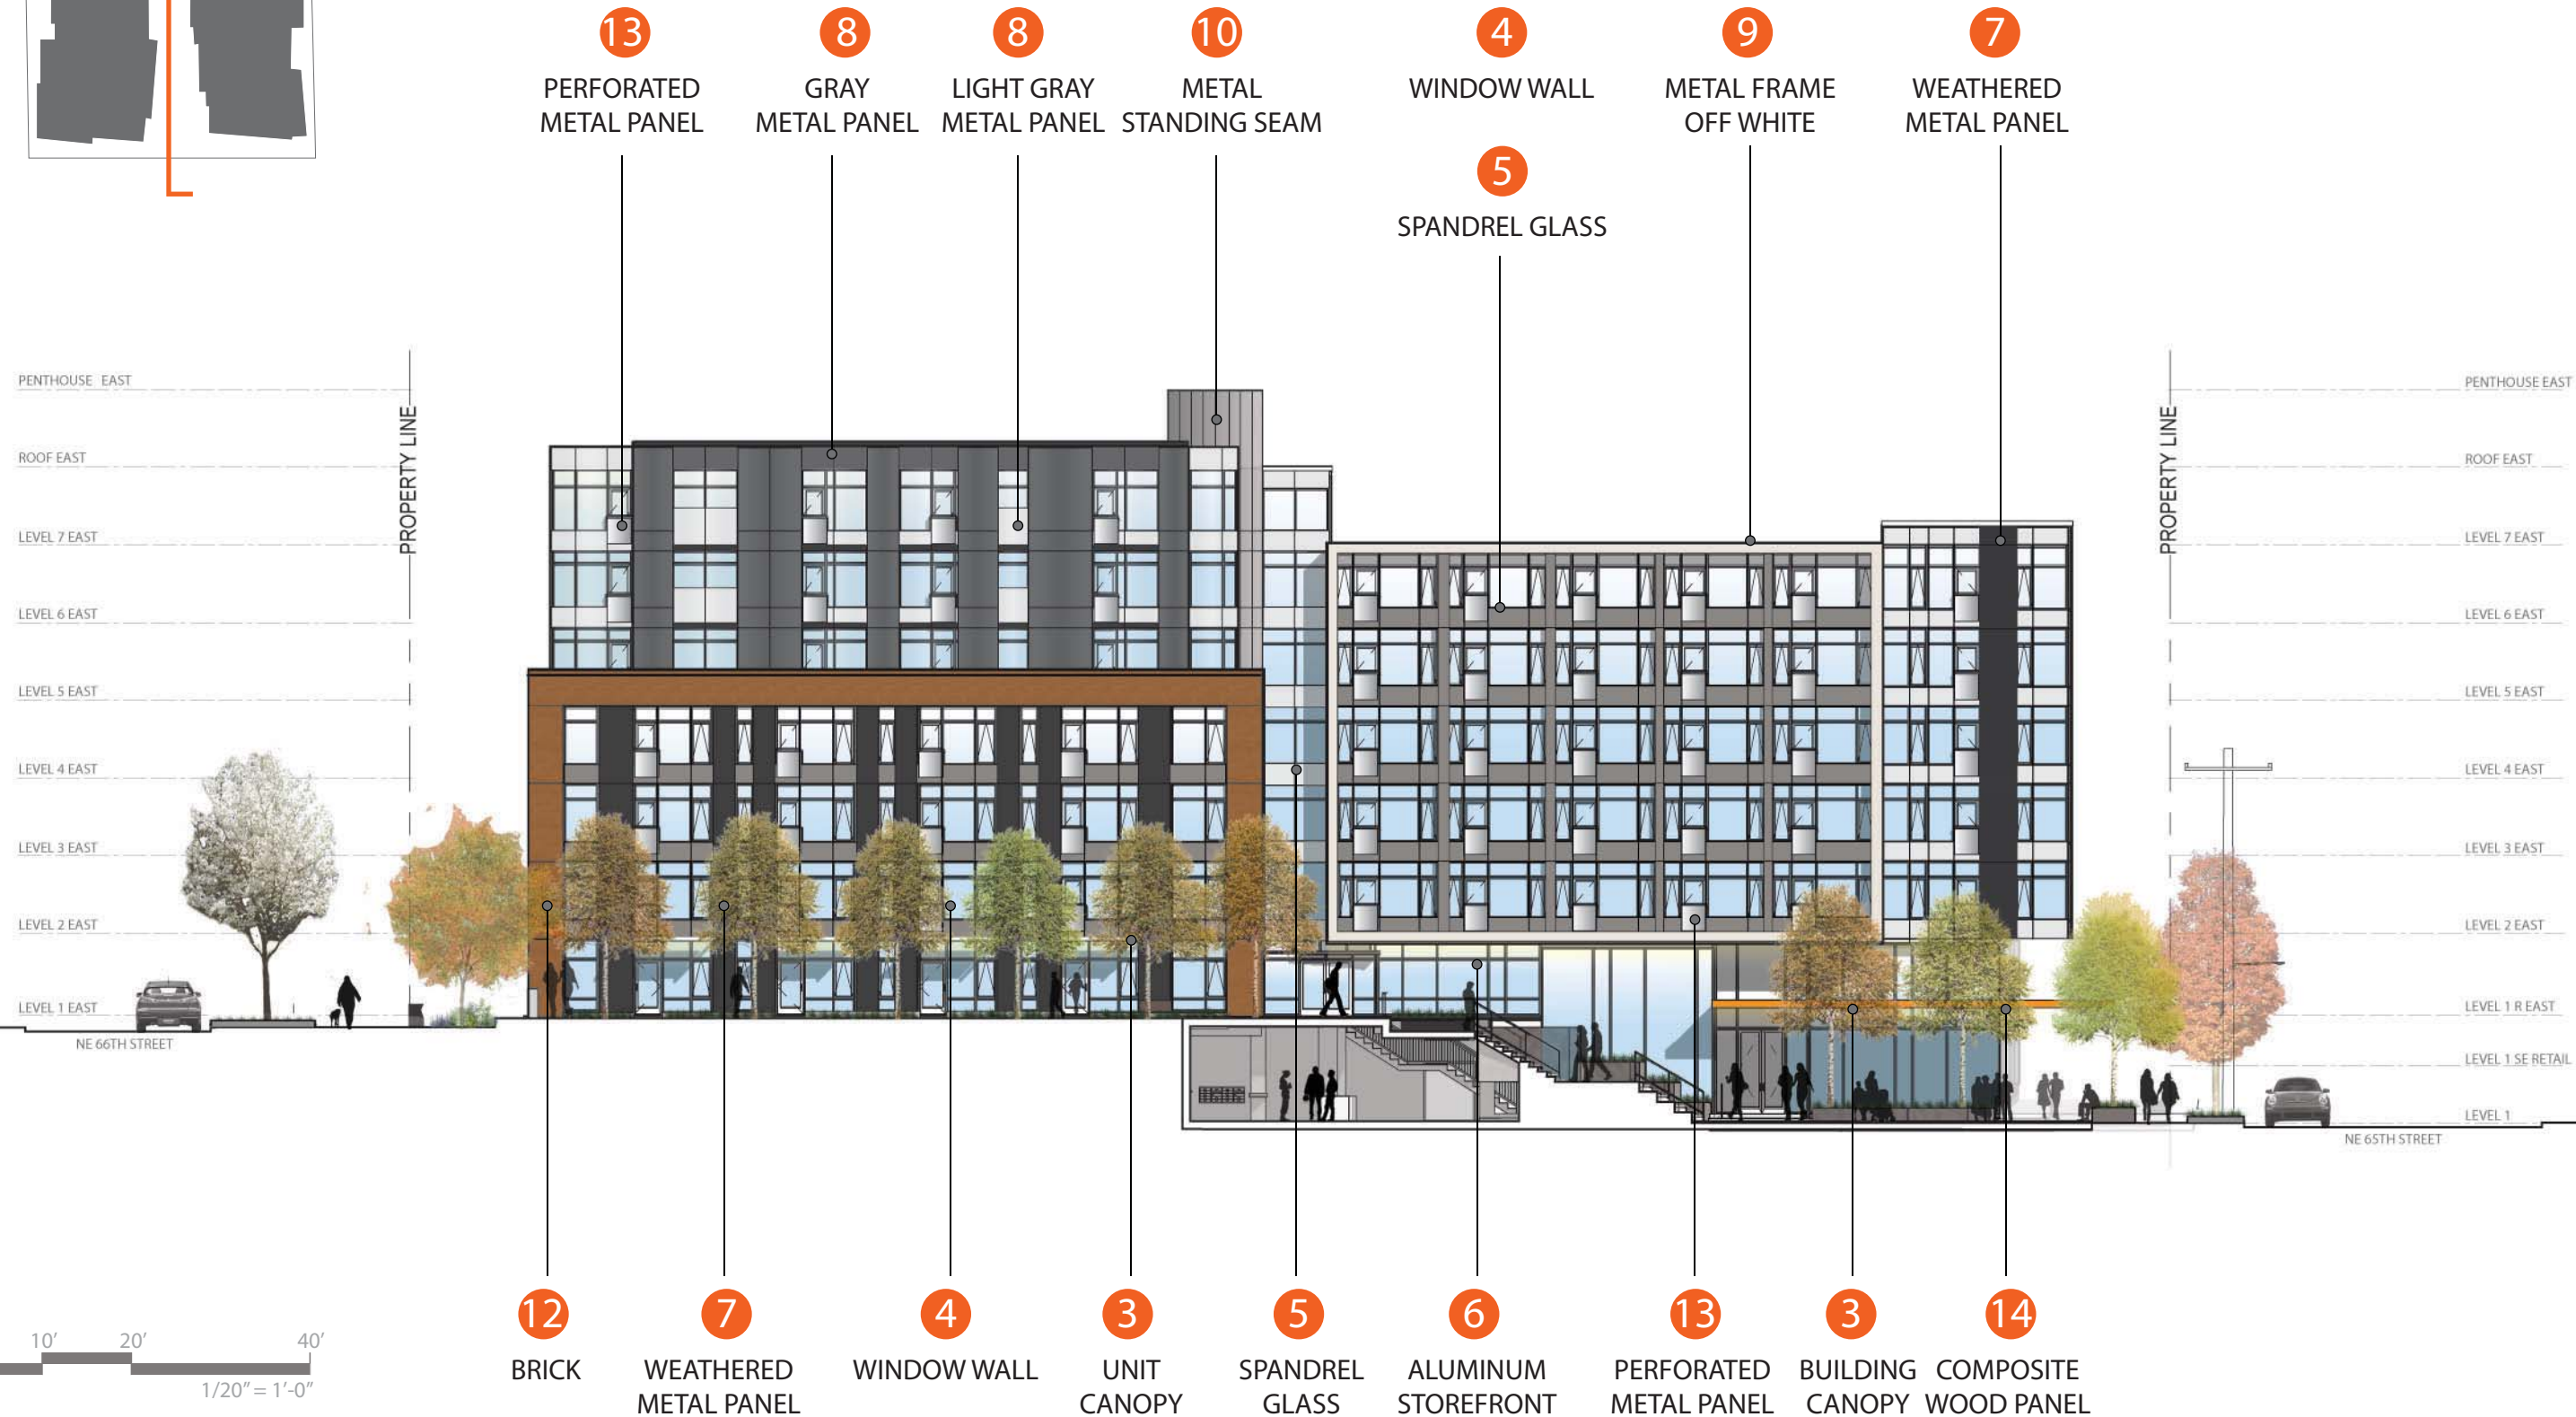 13
PERFORATED
METAL PANEL
8
GRAY
METAL PANEL
8
LIGHT GRAY
METAL PANEL
10
METAL
STANDING SEAM
4
WINDOW WALL
5
SPANDREL GLASS
9
METAL FRAME
OFF WHITE
7
WEATHERED
METAL PANEL
PENTHOUSE EAST
ROOF EAST
LEVEL 7 EAST
LEVEL 6 EAST
LEVEL 5 EAST
LEVEL 4 EAST
LEVEL 3 EAST
LEVEL 2 EAST
LEVEL 1 EAST
NE 66TH STREET
PROPERTY LINE
PROPERTY LINE
PENTHOUSE EAST
ROOF EAST
LEVEL 7 EAST
LEVEL 6 EAST
LEVEL 5 EAST
LEVEL 4 EAST
LEVEL 3 EAST
LEVEL 2 EAST
LEVEL 1 R EAST
LEVEL 1 SE RETAIL
LEVEL 1
NE 65TH STREET
12
BRICK
7
WEATHERED
METAL PANEL
4
WINDOW WALL
3
UNIT
CANOPY
5
SPANDREL
GLASS
6
ALUMINUM
STOREFRONT
13
PERFORATED
METAL PANEL
3
BUILDING
CANOPY
14
COMPOSITE
WOOD PANEL
10' 20' 40'
1/20" = 1'-0"